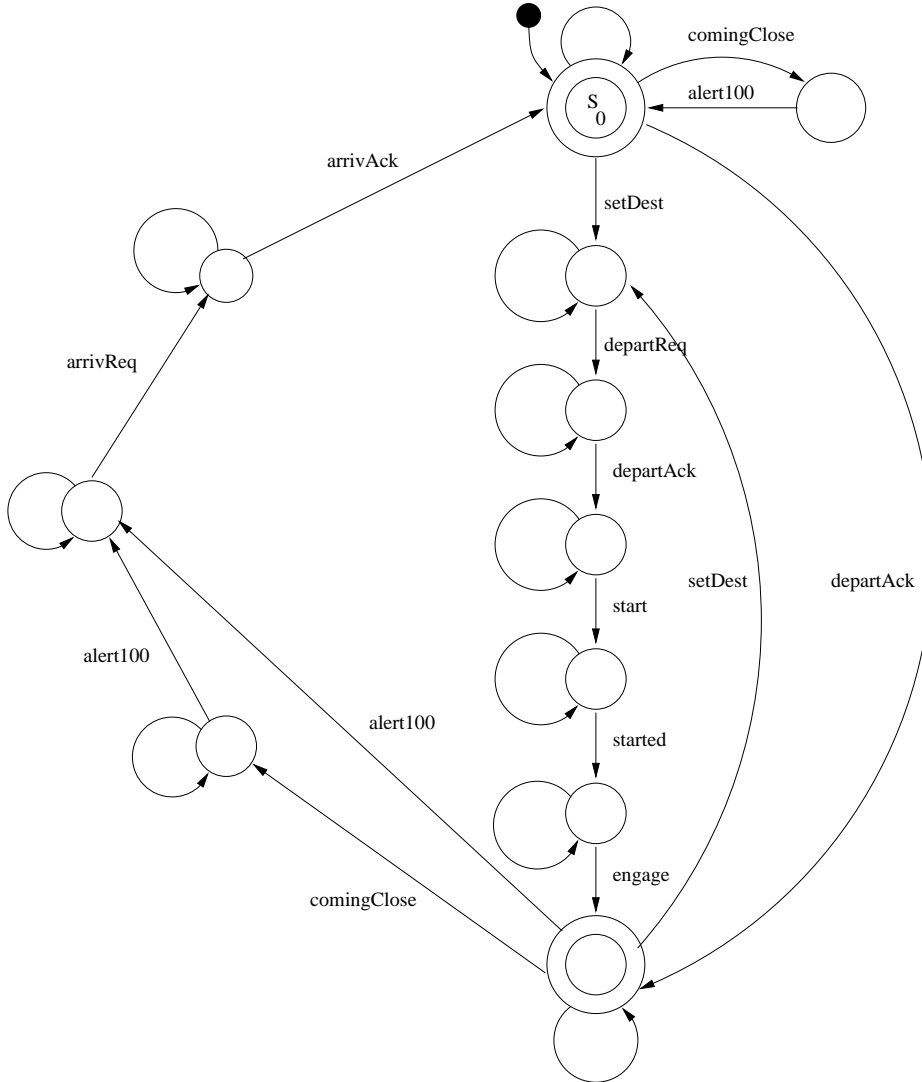 comingClose
alert100
S
0
arrivAck
setDest
departReq
arrivReq
departAck
setDest
departAck
start
alert100
alert100
started
engage
comingClose